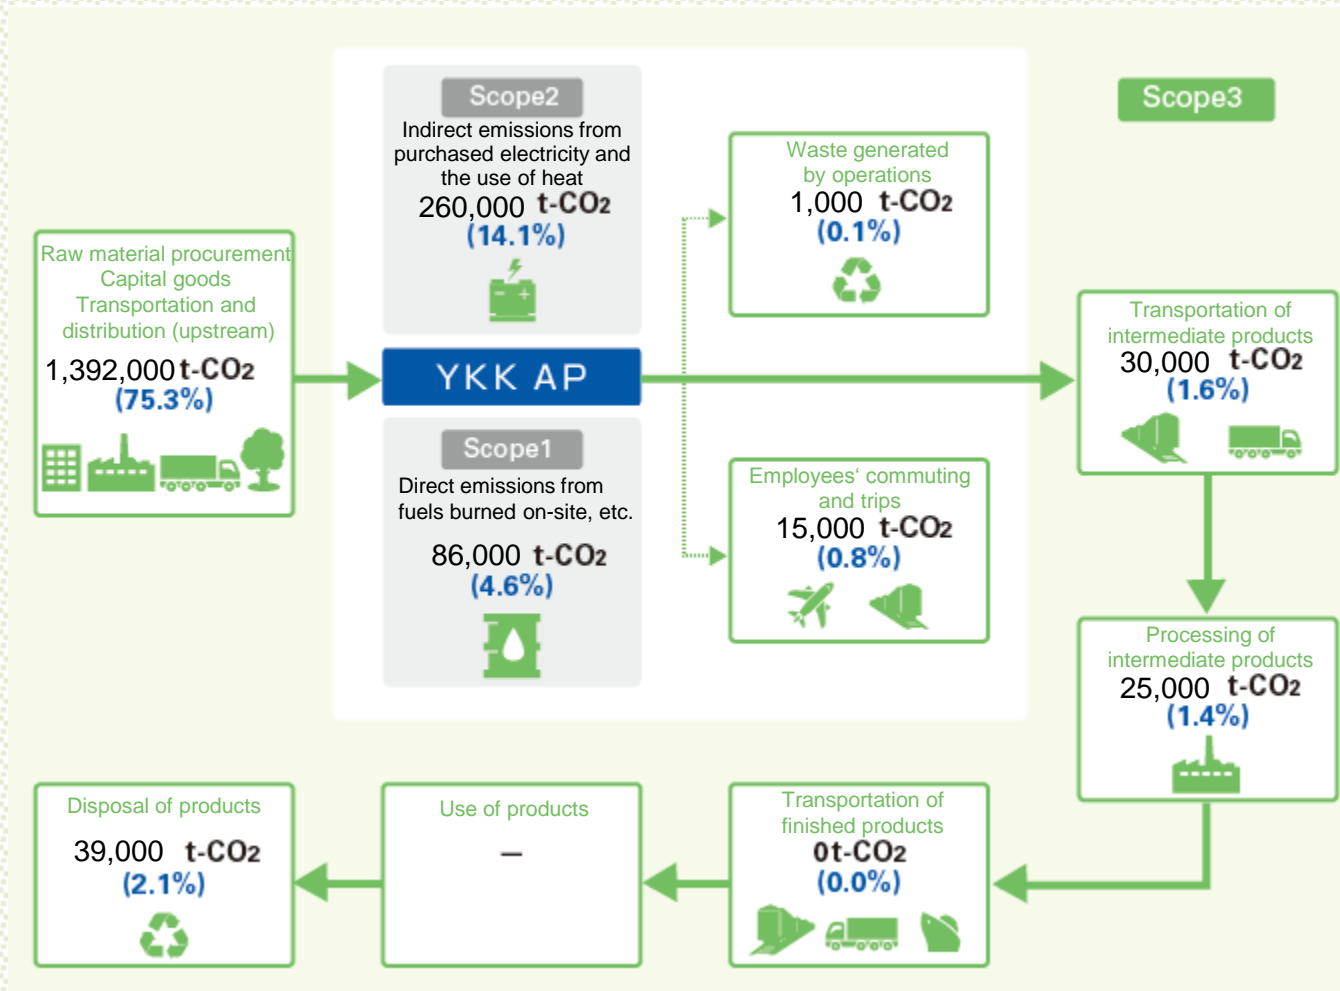 Scope2
Indirect emissions from
purchased electricity and
the use of heat
260,000 t-CO2
(14.1%)
Scope3
Waste generated
by operations
1,000 t-CO2
(0.1%)
Raw material procurement
Capital goods
Transportation and
distribution (upstream)
1,392,000 t-CO2
(75.3%)
YKK AP
Transportation of
intermediate products
30,000 t-CO2
(1.6%)
Scope1
Direct emissions from
fuels burned on-site, etc.
86,000 t-CO2
(4.6%)
Employees‘ commuting
and trips
15,000 t-CO2
(0.8%)
Processing of
intermediate products
25,000 t-CO2
(1.4%)
Disposal of products
39,000 t-CO2
(2.1%)
Use of products
–
Transportation of
finished products
0t-CO2
(0.0%)